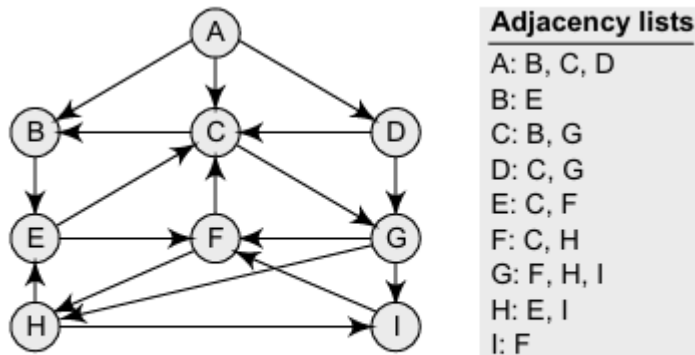 A
B C D
E F G
H I
Adjacency lists
A: B, C, D
B: E
C: B, G
D: C, G
E: C, F
F: C, H
G: F, H, I
H: E, I
I: F